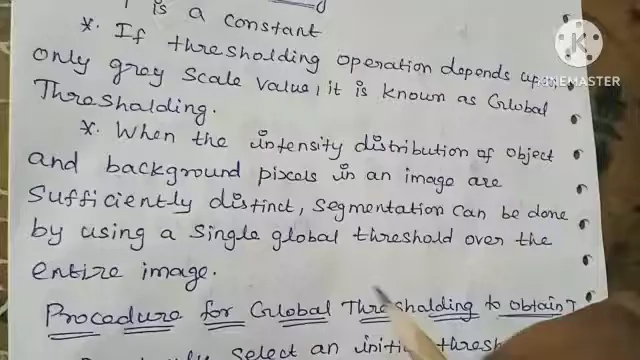 is a constant
*. If thresholding operation depends upon
only grey scale value, it is known as Global
Thresholding.
*. When the intensity distribution of object
and background pixels in an image are
sufficiently distinct, segmentation can be done
by using a single global threshold over the
entire image.
Procedure for Global Thresholding to obtain T
select an initial thresh
KINEMASTER